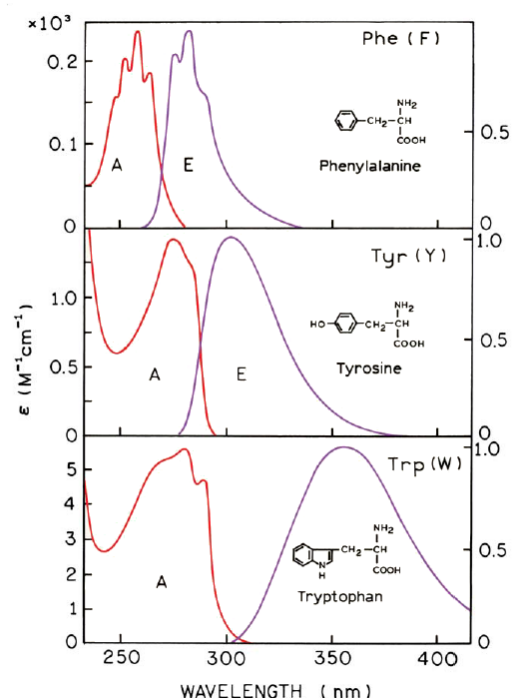 ×10³
Phe (F)
0.2
NH₂
CH₂-CH
COOH
0.5
0.1
A
E
Phenylalanine
0
0
Tyr (Y)
1.0
1.0
NH₂
HO
CH₂-CH
COOH
0.5
0.5
A
E
Tyrosine
0
0
ε (M⁻¹cm⁻¹)
Trp (W)
1.0
5
4
NH₂
CH₂-CH
COOH
N
H
0.5
3
2
A
Tryptophan
1
0
0
250
300
350
400
WAVELENGTH (nm)